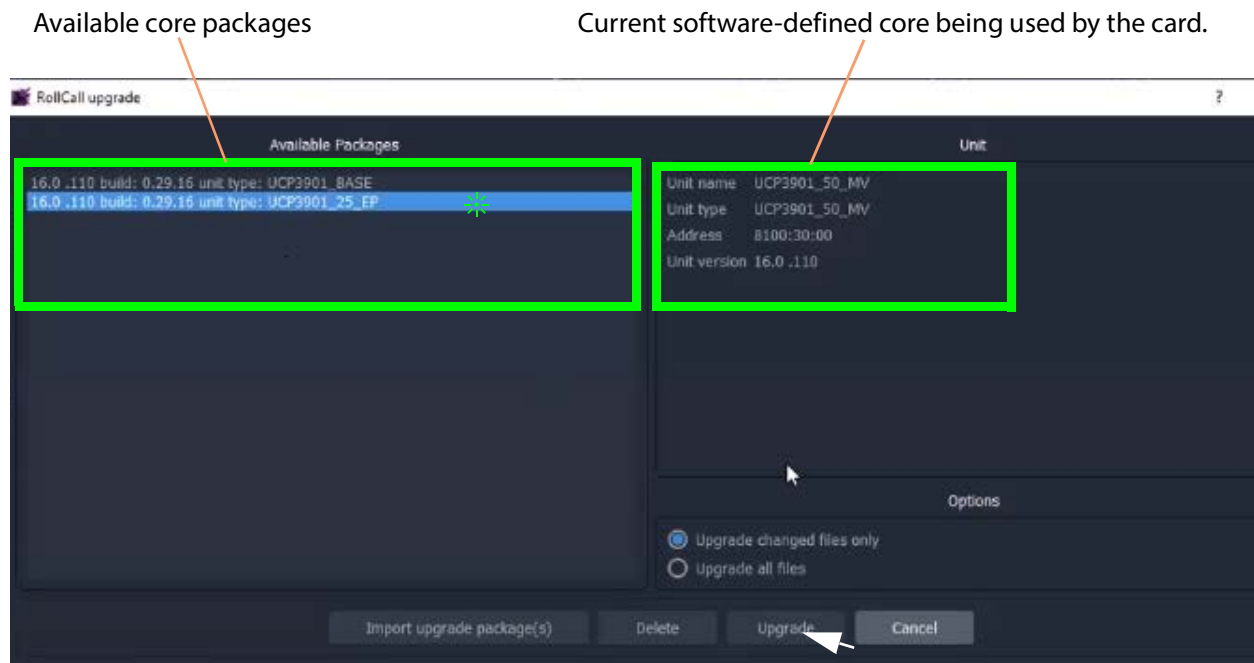 Available core packages
Current software-defined core being used by the card.
RollCall upgrade
?
Available Packages
16.0 .110 build: 0.29.16 unit type: UCP3901_BASE
16.0 .110 build: 0.29.16 unit type: UCP3901_25_EP
Unit
Unit name UCP3901_50_MV
Unit type UCP3901_50_MV
Address 8100:30:00
Unit version 16.0 .110
Options
Upgrade changed files only
Upgrade all files
Import upgrade package(s) Delete Upgrade Cancel